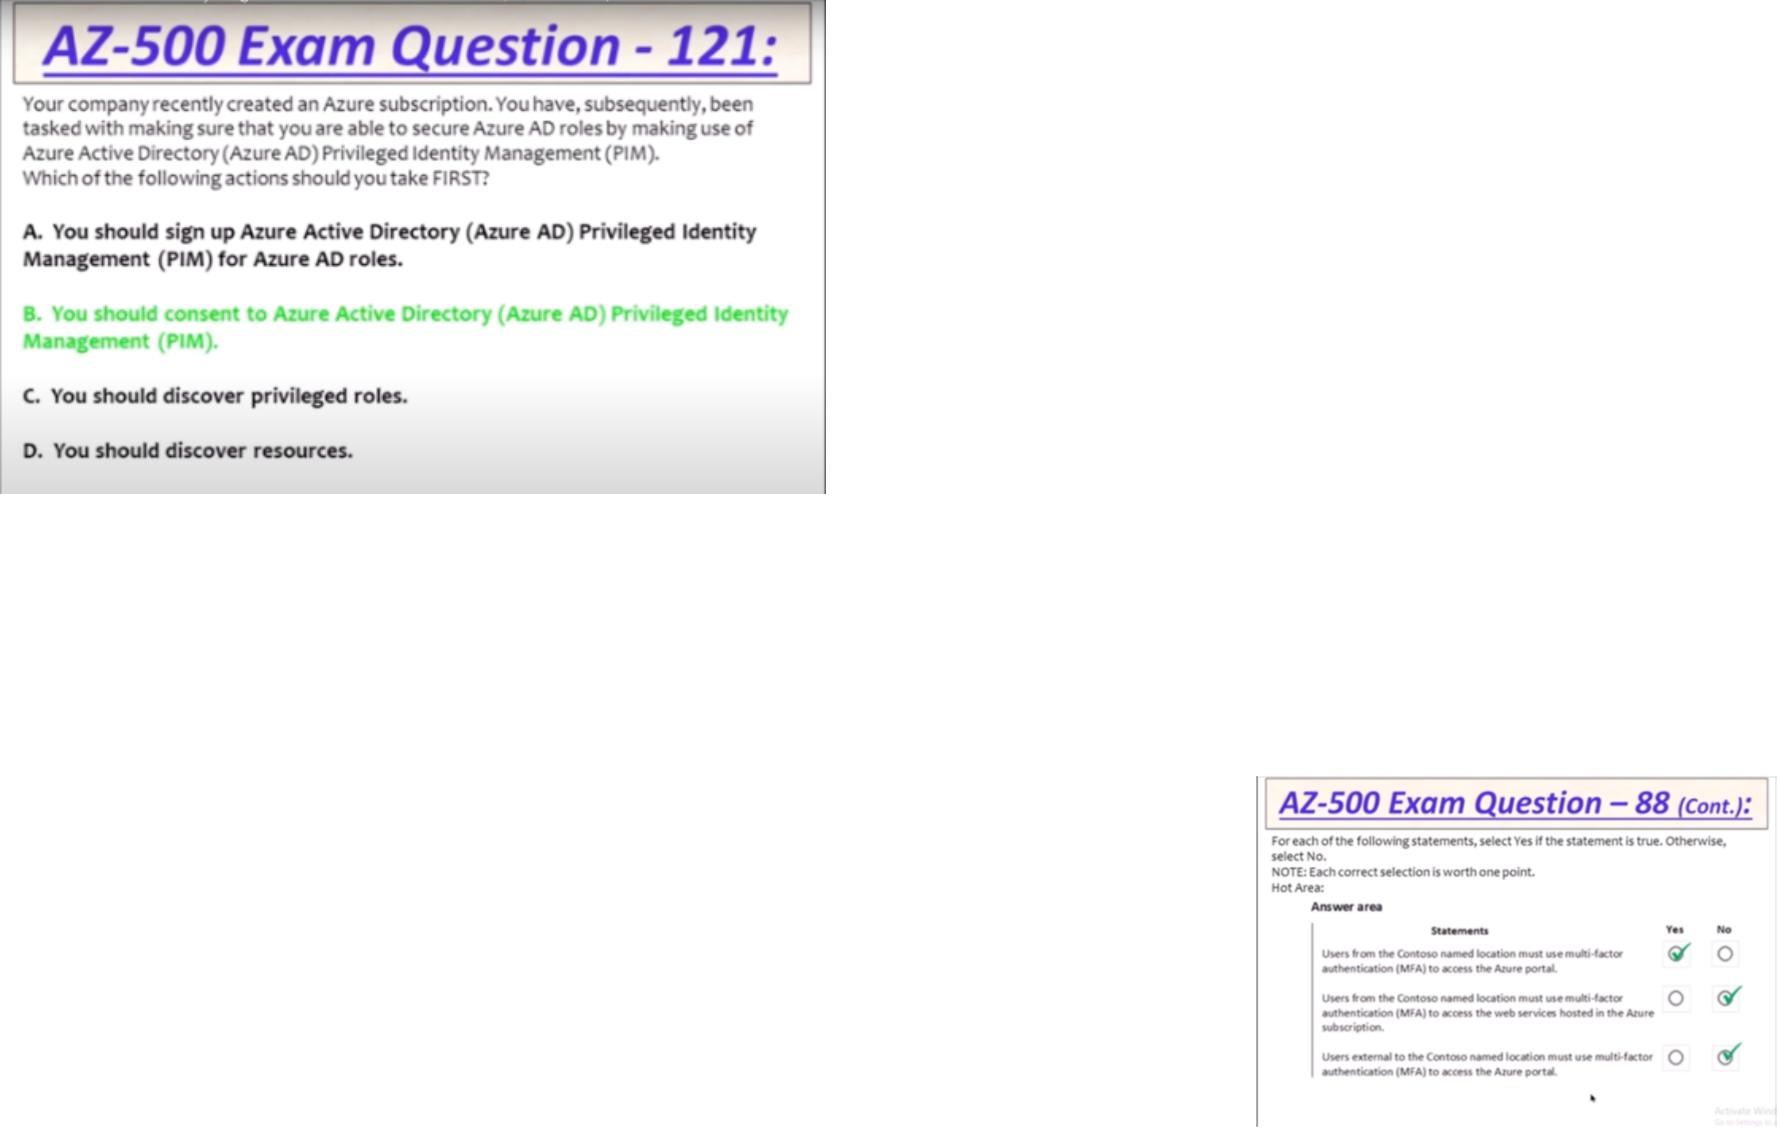 AZ-500 Exam Question - 121:
Your company recently created an Azure subscription. You have, subsequently, been
tasked with making sure that you are able to secure Azure AD roles by making use of
Azure Active Directory (Azure AD) Privileged Identity Management (PIM).
Which of the following actions should you take FIRST?
A. You should sign up Azure Active Directory (Azure AD) Privileged Identity
Management (PIM) for Azure AD roles.
B. You should consent to Azure Active Directory (Azure AD) Privileged Identity
Management (PIM).
C. You should discover privileged roles.
D. You should discover resources.
AZ-500 Exam Question – 88 (Cont.):
For each of the following statements, select Yes if the statement is true. Otherwise,
select No.
NOTE: Each correct selection is worth one point.
Hot Area:
Answer area
Statements Yes No
Users from the Contoso named location must use multi-factor
authentication (MFA) to access the Azure portal.
Users from the Contoso named location must use multi-factor
authentication (MFA) to access the web services hosted in the Azure
subscription.
Users external to the Contoso named location must use multi-factor
authentication (MFA) to access the Azure portal.
Activate Wind
Go to Settings to